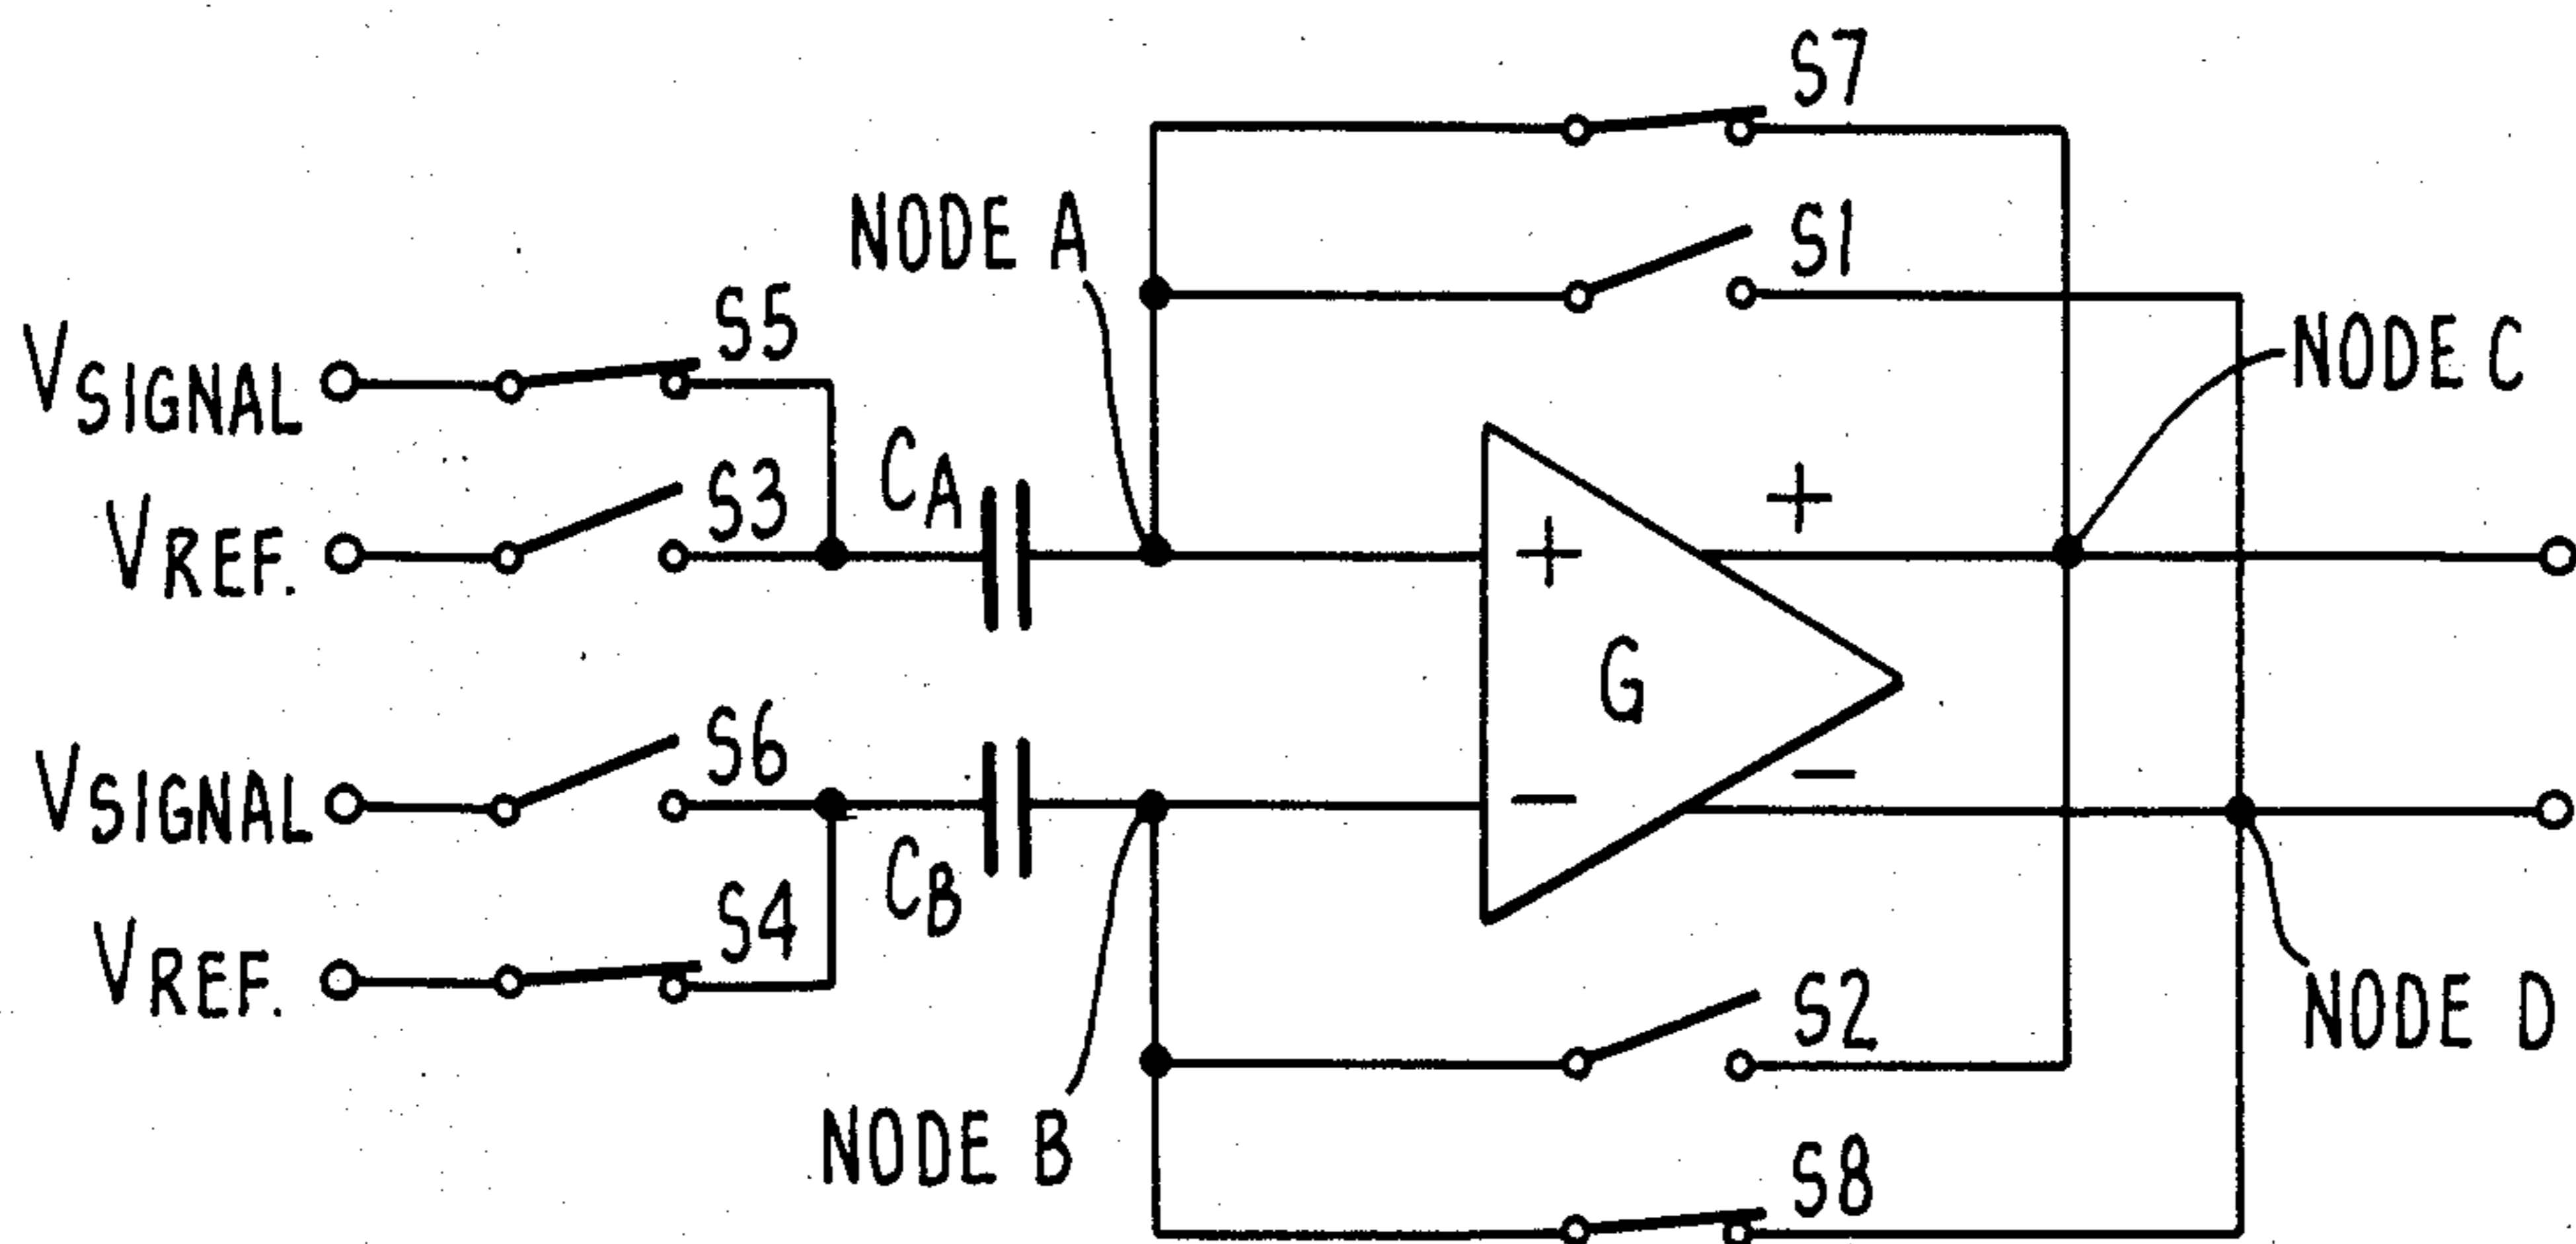 S7
NODE A
S1
S5
NODE C
VSIGNAL
CA
S3
VREF.
+
+
G
S6
VSIGNAL
−
−
CB
S4
VREF.
S2
NODE D
NODE B
S8